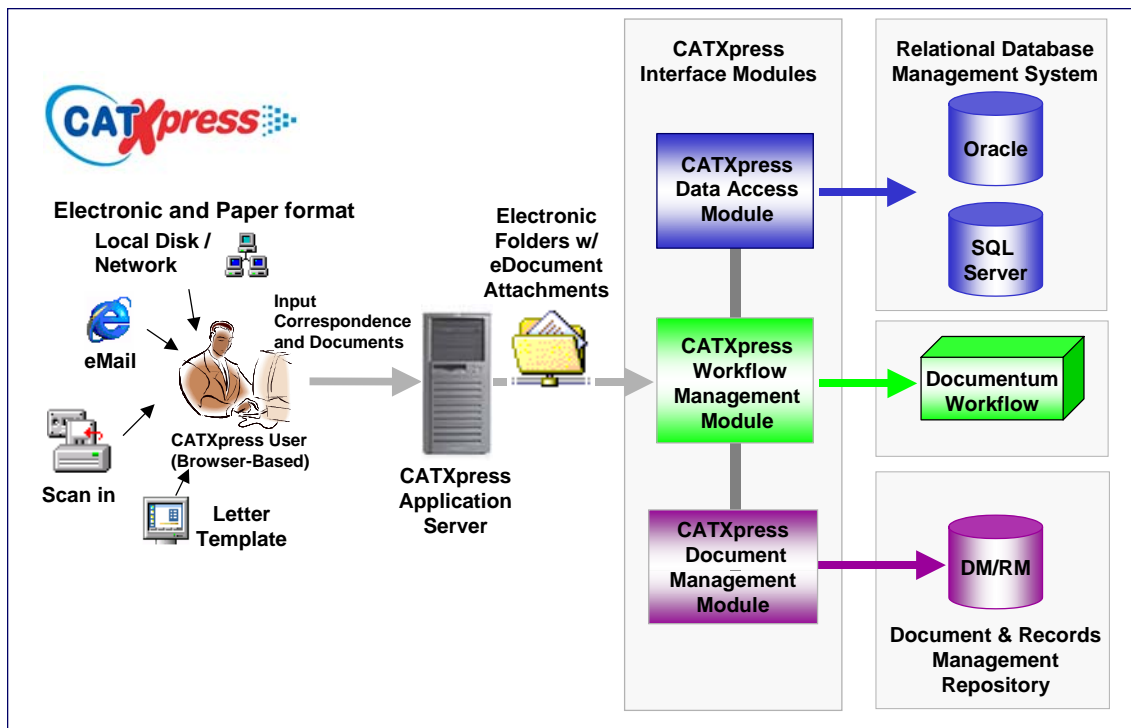 CATXpress
Electronic and Paper format
Local Disk /
Network
eMail
Scan in
Letter
Template
CATXpress User
(Browser-Based)
Input
Correspondence
and Documents
CATXpress
Application
Server
Electronic
Folders w/
eDocument
Attachments
CATXpress
Interface Modules
CATXpress
Data Access
Module
CATXpress
Workflow
Management
Module
CATXpress
Document
Management
Module
Relational Database
Management System
Oracle
SQL
Server
Documentum
Workflow
DM/RM
Document & Records
Management
Repository